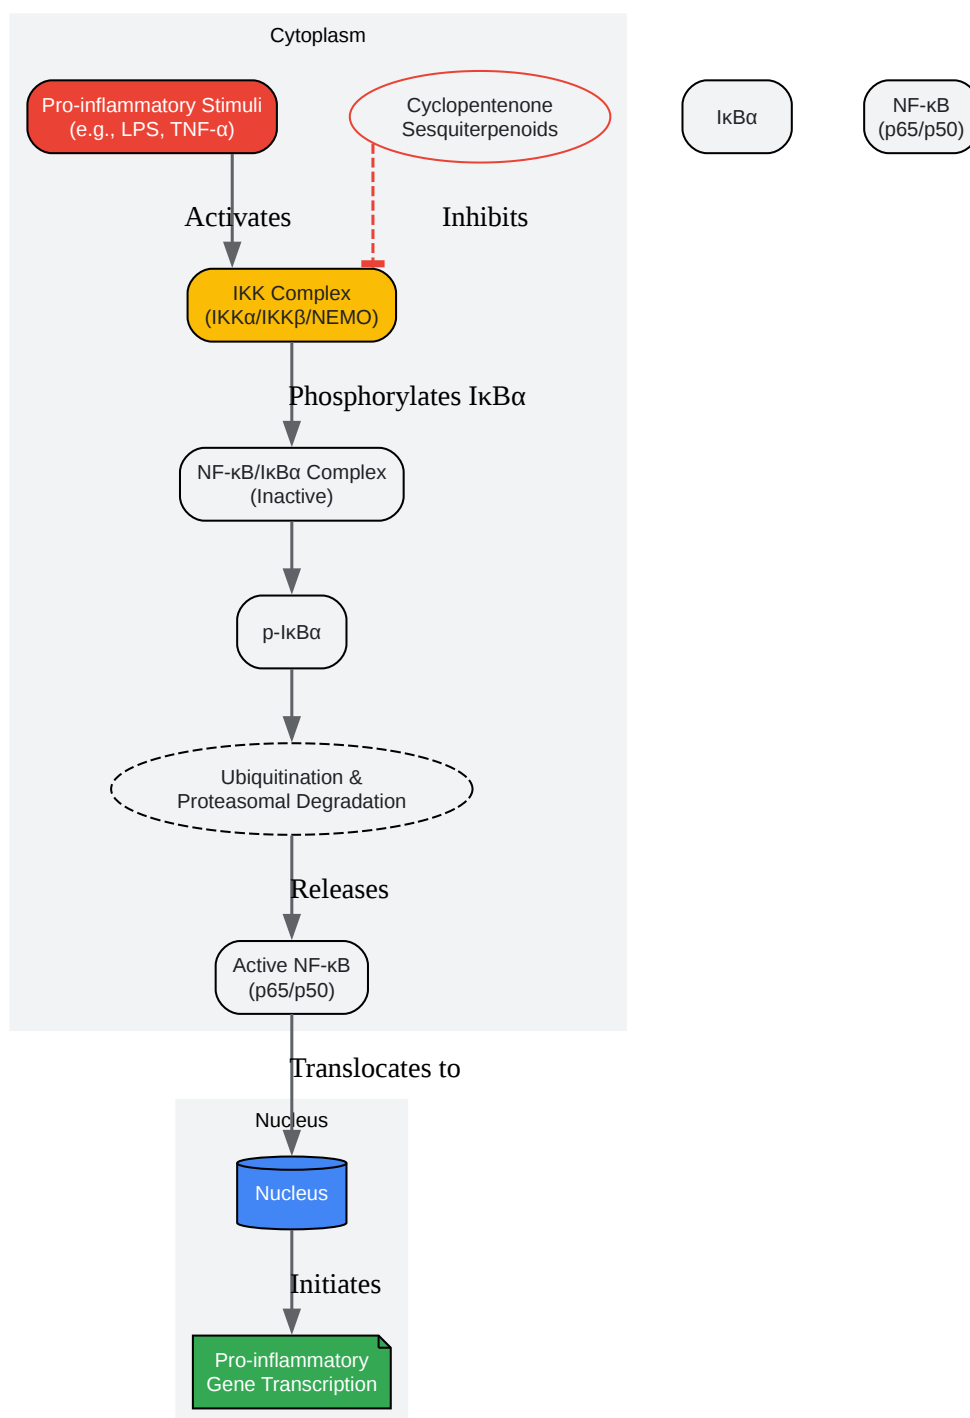 Cytoplasm
Pro-inflammatory Stimuli
(e.g., LPS, TNF-α)
Cyclopentenone
Sesquiterpenoids
IκBα
NF-κB
(p65/p50)
Activates
Inhibits
IKK Complex
(IKKα/IKKβ/NEMO)
Phosphorylates IκBα
NF-κB/IκBα Complex
(Inactive)
p-IκBα
Ubiquitination &
Proteasomal Degradation
Releases
Active NF-κB
(p65/p50)
Translocates to
Nucleus
Nucleus
Initiates
Pro-inflammatory
Gene Transcription